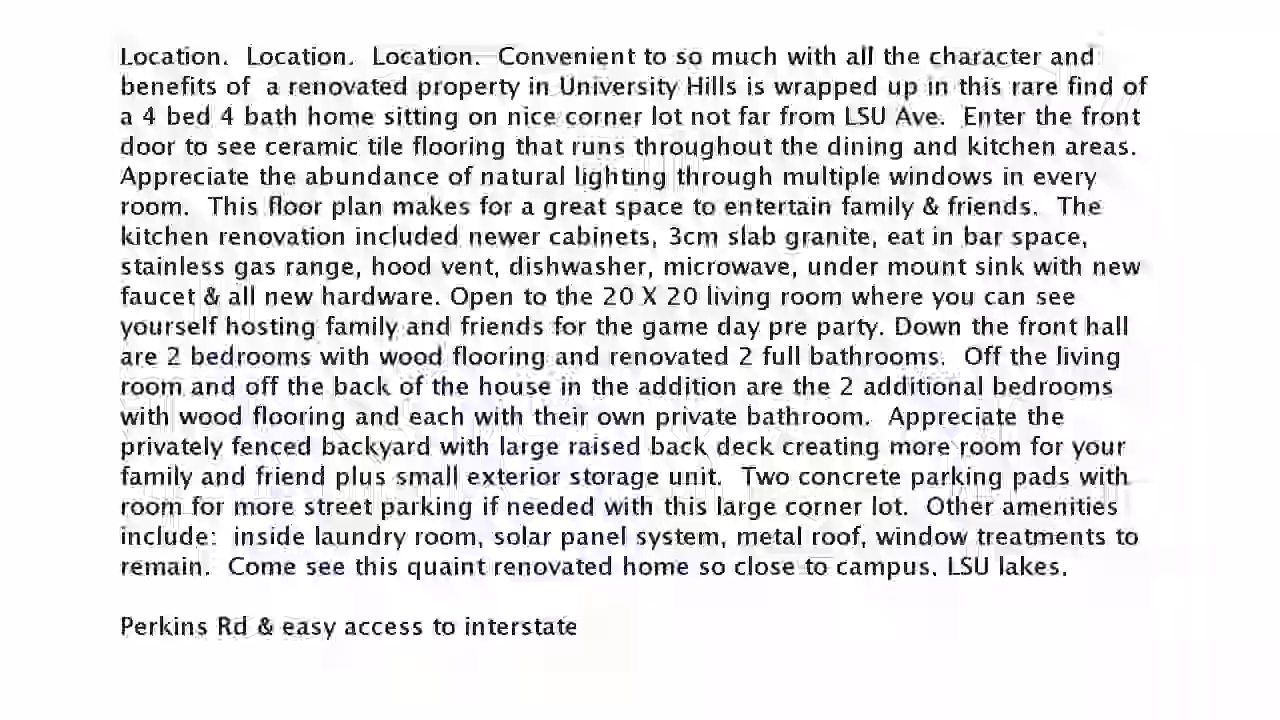 Location.  Location.  Location.  Convenient to so much with all the character and
benefits of  a renovated property in University Hills is wrapped up in this rare find of
a 4 bed 4 bath home sitting on nice corner lot not far from LSU Ave.  Enter the front
door to see ceramic tile flooring that runs throughout the dining and kitchen areas.
Appreciate the abundance of natural lighting through multiple windows in every
room.  This floor plan makes for a great space to entertain family & friends.  The
kitchen renovation included newer cabinets, 3cm slab granite, eat in bar space,
stainless gas range, hood vent, dishwasher, microwave, under mount sink with new
faucet & all new hardware. Open to the 20 X 20 living room where you can see
yourself hosting family and friends for the game day pre party. Down the front hall
are 2 bedrooms with wood flooring and renovated 2 full bathrooms.  Off the living
room and off the back of the house in the addition are the 2 additional bedrooms
with wood flooring and each with their own private bathroom.  Appreciate the
privately fenced backyard with large raised back deck creating more room for your
family and friend plus small exterior storage unit.  Two concrete parking pads with
room for more street parking if needed with this large corner lot.  Other amenities
include:  inside laundry room, solar panel system, metal roof, window treatments to
remain.  Come see this quaint renovated home so close to campus, LSU lakes,
Perkins Rd & easy access to interstate